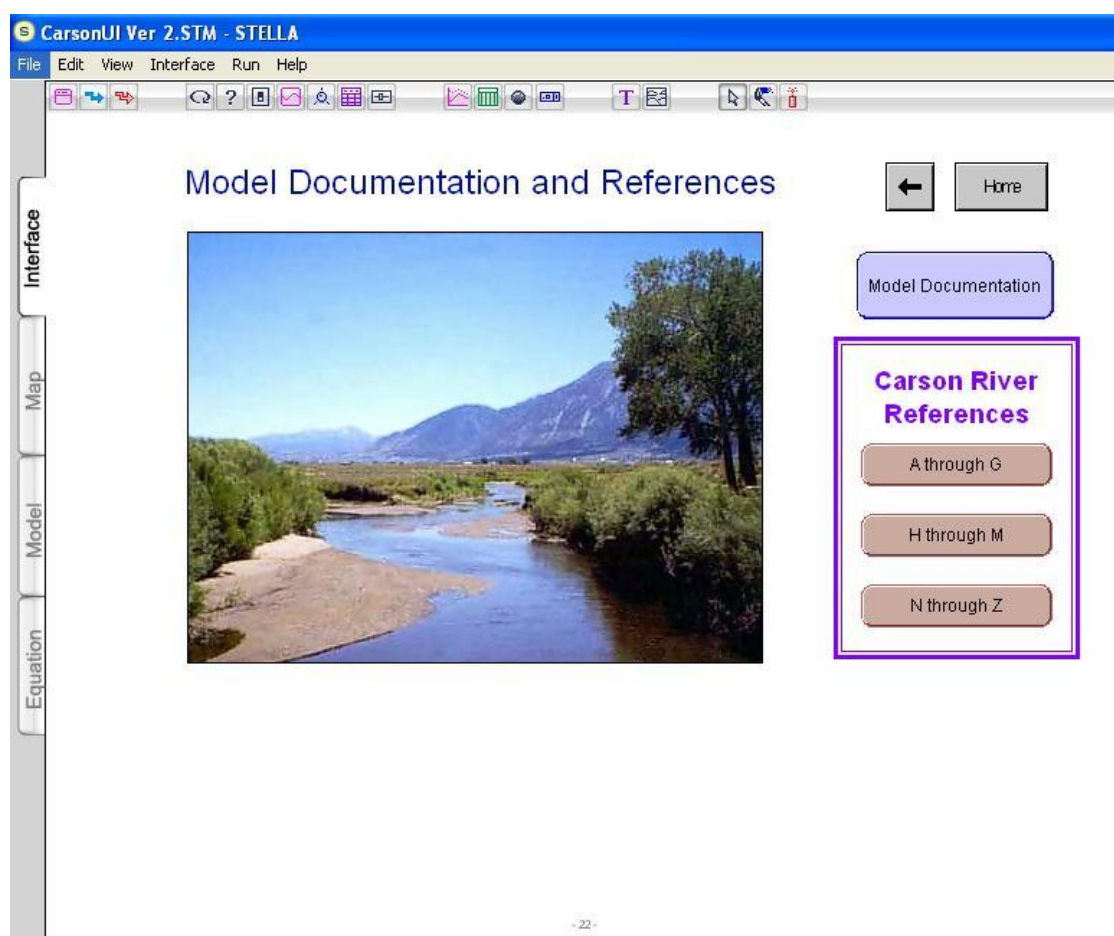 CarsonUI Ver 2.STM - STELLA
File Edit View Interface Run Help
T
Model Documentation and References
Home
Interface
Map
Model
Equation
Model Documentation
Carson River
References
A through G
H through M
N through Z
- 22 -